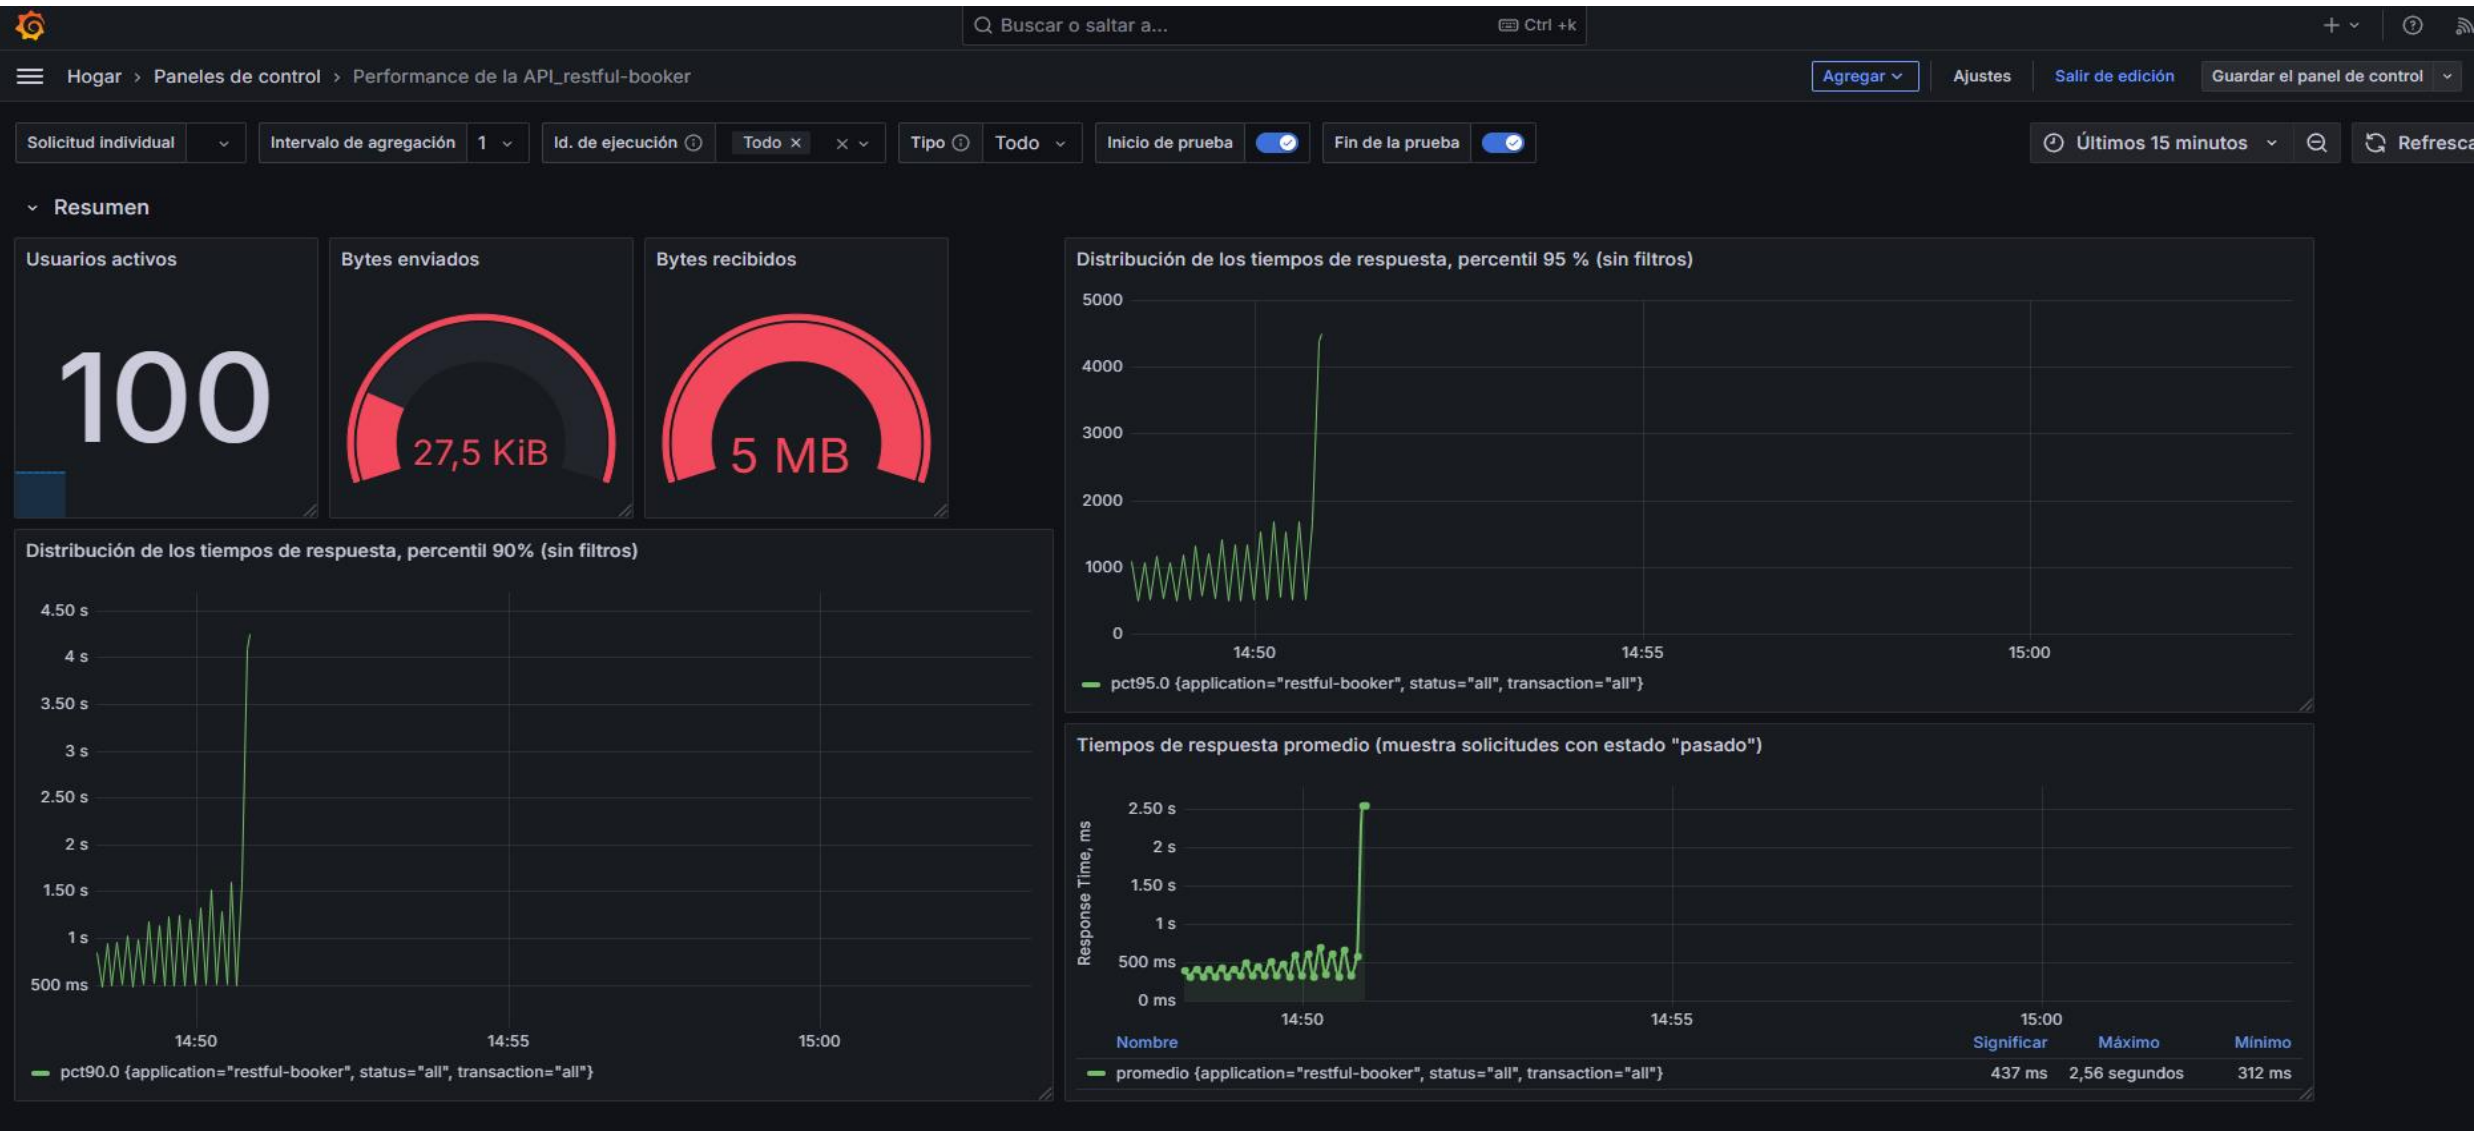 Buscar o saltar a... Ctrl +k
Hogar > Paneles de control > Performance de la API_restful-booker Agregar Ajustes Salir de edición Guardar el panel de control
Solicitud individual Intervalo de agregación 1 Id. de ejecución Todo × Tipo Todo Inicio de prueba Fin de la prueba Últimos 15 minutos Refresca
Resumen
Usuarios activos
100
Bytes enviados
27,5 KiB
Bytes recibidos
5 MB
Distribución de los tiempos de respuesta, percentil 95 % (sin filtros)
5000
4000
3000
2000
1000
0
14:50 14:55 15:00
pct95.0 {application="restful-booker", status="all", transaction="all"}
Distribución de los tiempos de respuesta, percentil 90% (sin filtros)
4.50 s
4 s
3.50 s
3 s
2.50 s
2 s
1.50 s
1 s
500 ms
14:50 14:55 15:00
pct90.0 {application="restful-booker", status="all", transaction="all"}
Tiempos de respuesta promedio (muestra solicitudes con estado "pasado")
Response Time, ms
2.50 s
2 s
1.50 s
1 s
500 ms
0 ms
14:50 14:55 15:00
Nombre Significar Máximo Mínimo
promedio {application="restful-booker", status="all", transaction="all"} 437 ms 2,56 segundos 312 ms